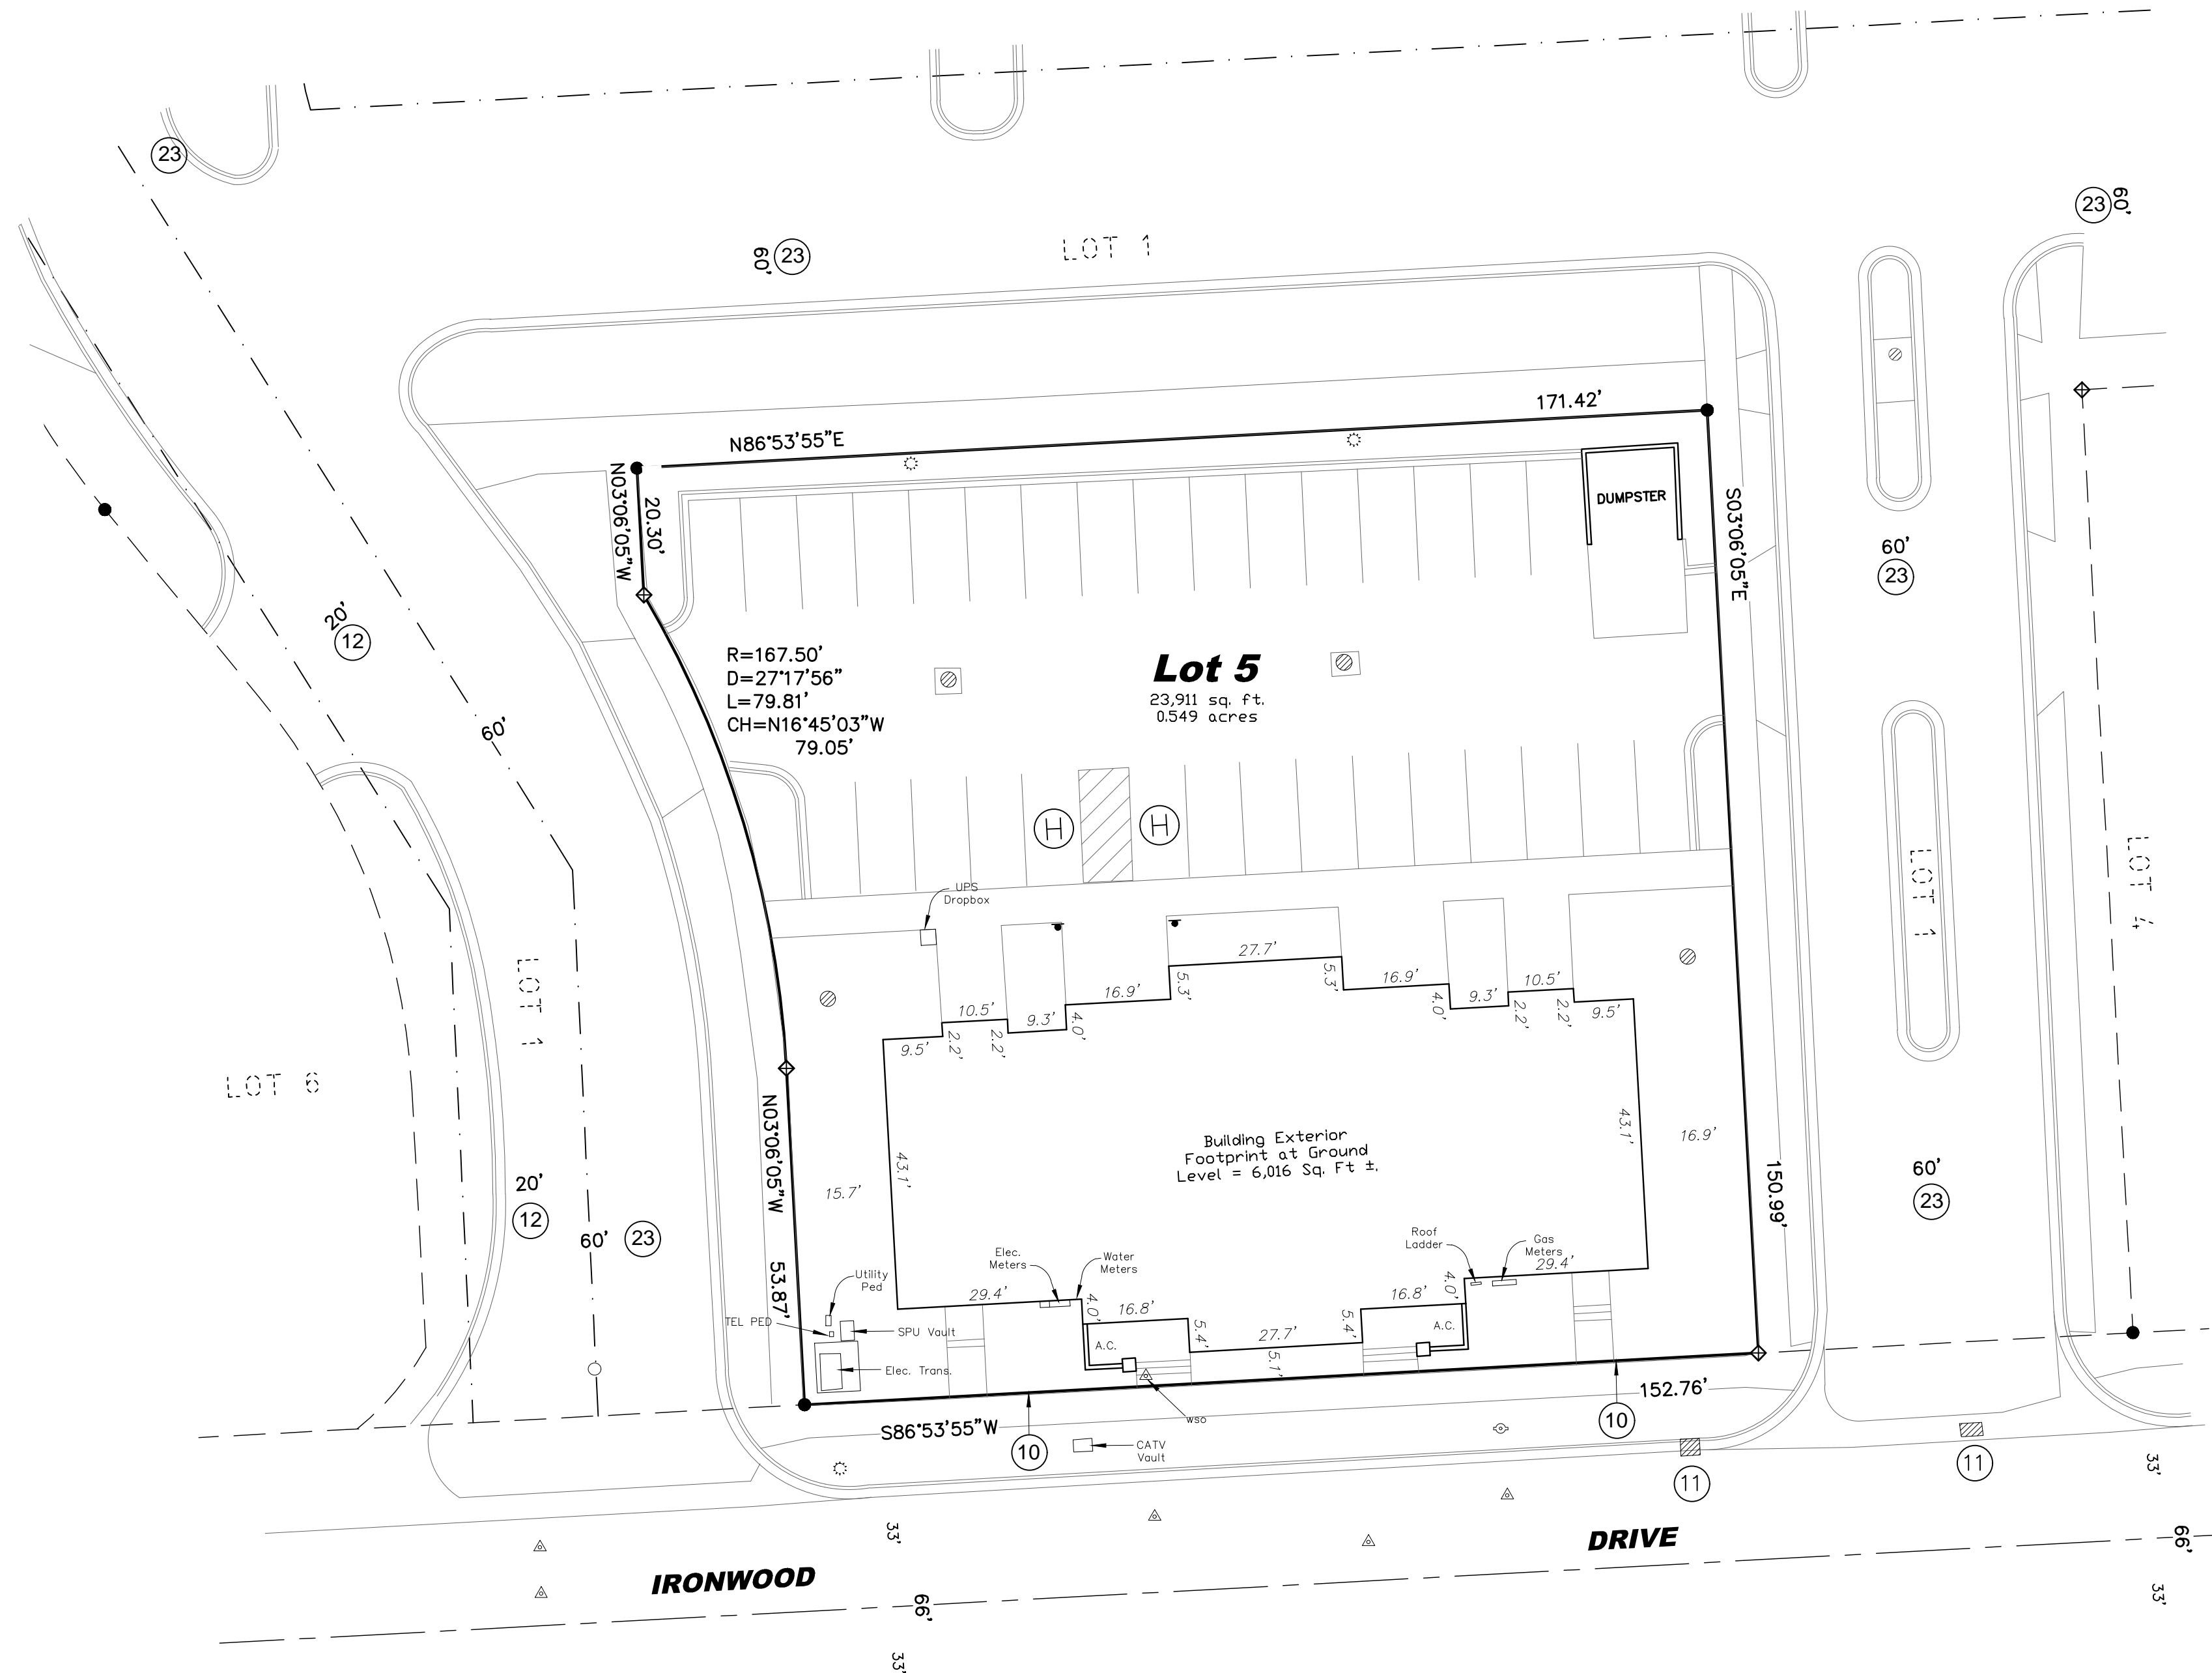 23
60'
23
LOT 1
23
60'
171.42'
N86°53'55"E
N03°06'05"W
20.30'
DUMPSTER
S03°06'05"E
60'
23
20'
12
R=167.50'
D=27°17'56"
L=79.81'
CH=N16°45'03"W
79.05'
Lot 5
23,911 sq. ft.
0.549 acres
60'
H
H
UPS
Dropbox
LOT 1
LOT 4
27.7'
5.3'
5.3'
16.9'
16.9'
10.5'
9.3'
4.0'
9.5'
2.2'
2.2'
4.0'
9.3'
10.5'
2.2'
2.2'
9.5'
LOT 1
LOT 6
N03°06'05"W
53.87'
43.1'
15.7'
Building Exterior
Footprint at Ground
Level = 6,016 Sq. Ft ±.
43.1'
16.9'
150.99'
60'
23
20'
12
60'
23
Utility
Ped
Elec.
Meters
Water
Meters
Roof
Ladder
Gas
Meters
29.4'
29.4'
4.0'
16.8'
16.8'
4.0'
TEL PED
SPU Vault
Elec. Trans.
A.C.
5.4'
27.7'
5.1'
5.4'
A.C.
152.76'
S86°53'55"W
10
wso
10
CATV
Vault
11
11
33'
33'
IRONWOOD
DRIVE
66'
66'
33'
33'